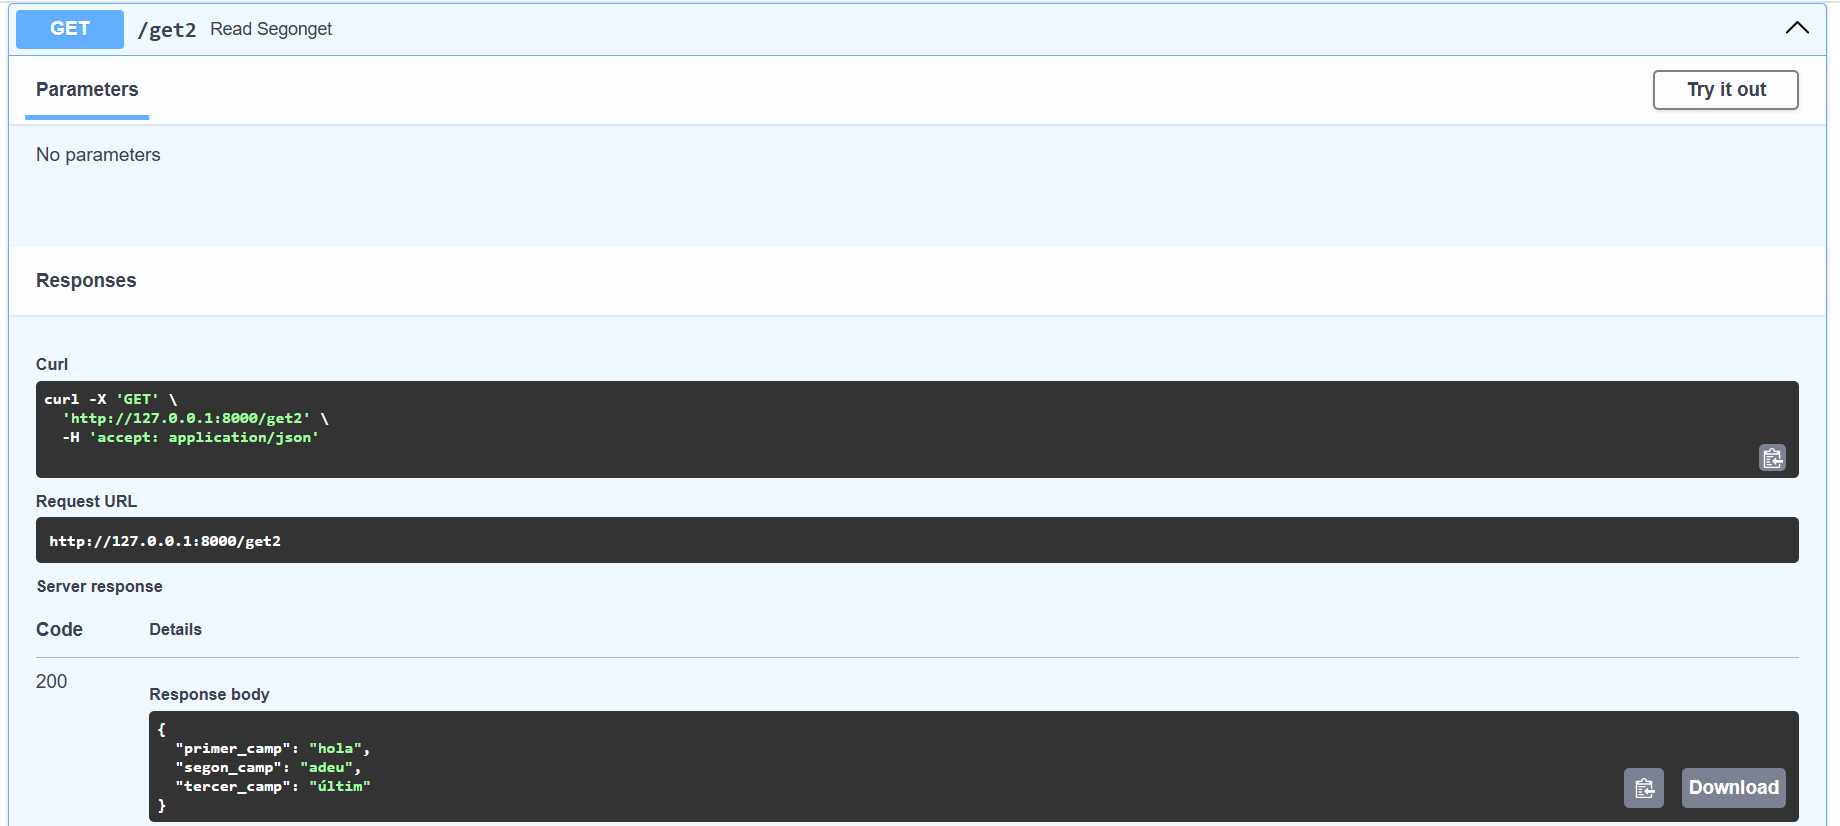 GET /get2 Read Segonget
Parameters
Try it out
No parameters
Responses
Curl
curl -X 'GET' \
  'http://127.0.0.1:8000/get2' \
  -H 'accept: application/json'
Request URL
http://127.0.0.1:8000/get2
Server response
Code Details
200
Response body
{
  "primer_camp": "hola",
  "segon_camp": "adeu",
  "tercer_camp": "últim"
}
Download